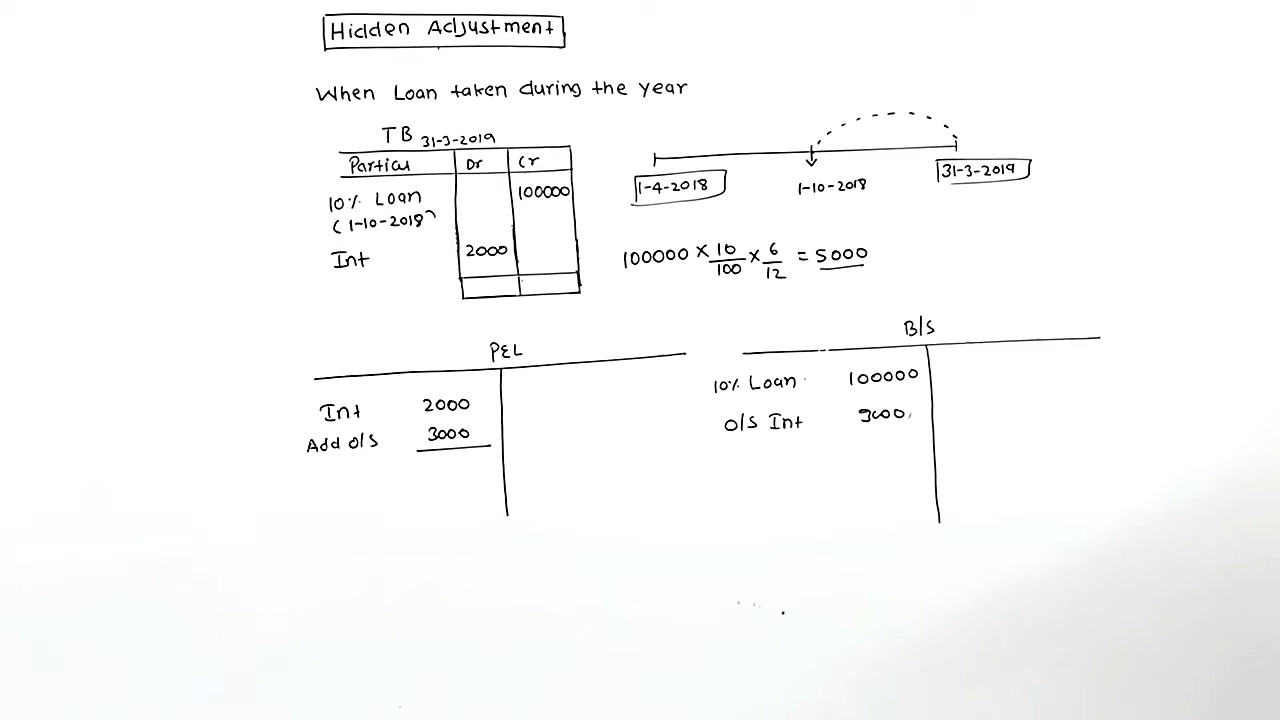 Hidden Adjustment
When Loan taken during the year
TB 31-3-2019
Particu Dr Cr
10% Loan 100000
(1-10-2018)
Int 2000
1-4-2018 1-10-2018 31-3-2019
100000 × 10/100 × 6/12 = 5000
P&L
Int 2000
Add O/S 3000
B/S
10% Loan 100000
O/S Int 3000